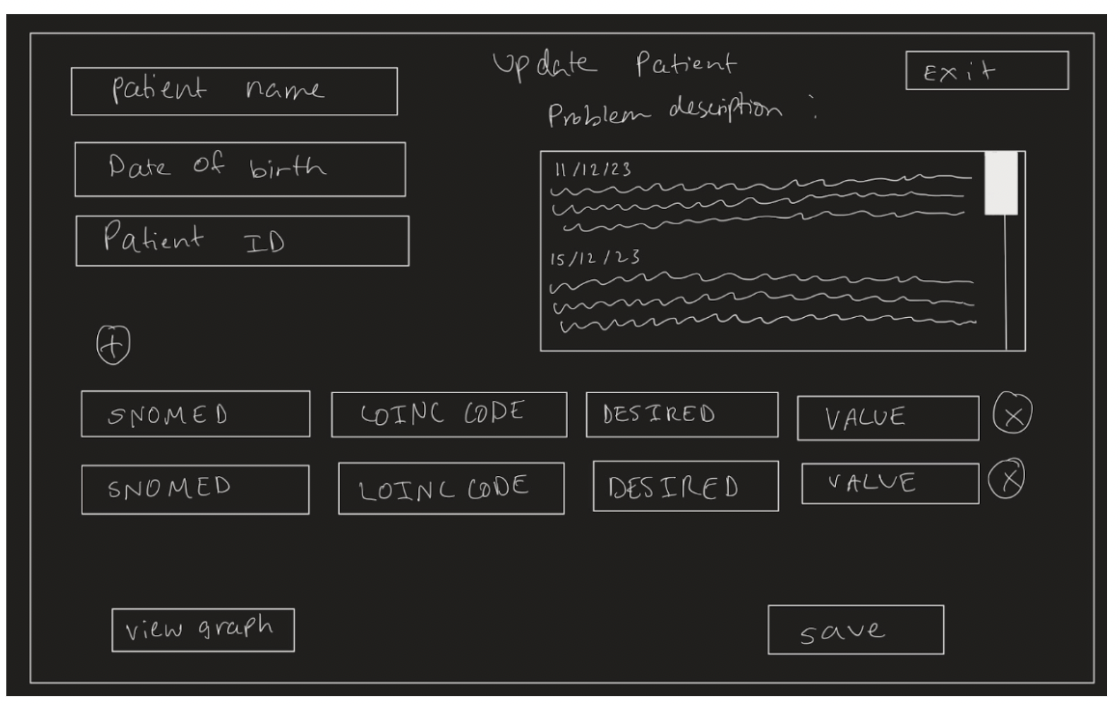 Update Patient
Exit
Patient name
Problem description :
Date of birth
11/12/23
Patient ID
15/12/23
+
SNOMED LOINC CODE DESIRED VALUE X
SNOMED LOINC CODE DESIRED VALUE X
view graph
save